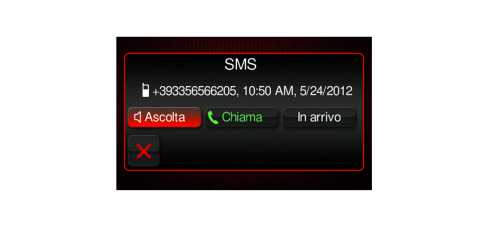 SMS
+393356566205, 10:50 AM, 5/24/2012
Ascolta Chiama In arrivo